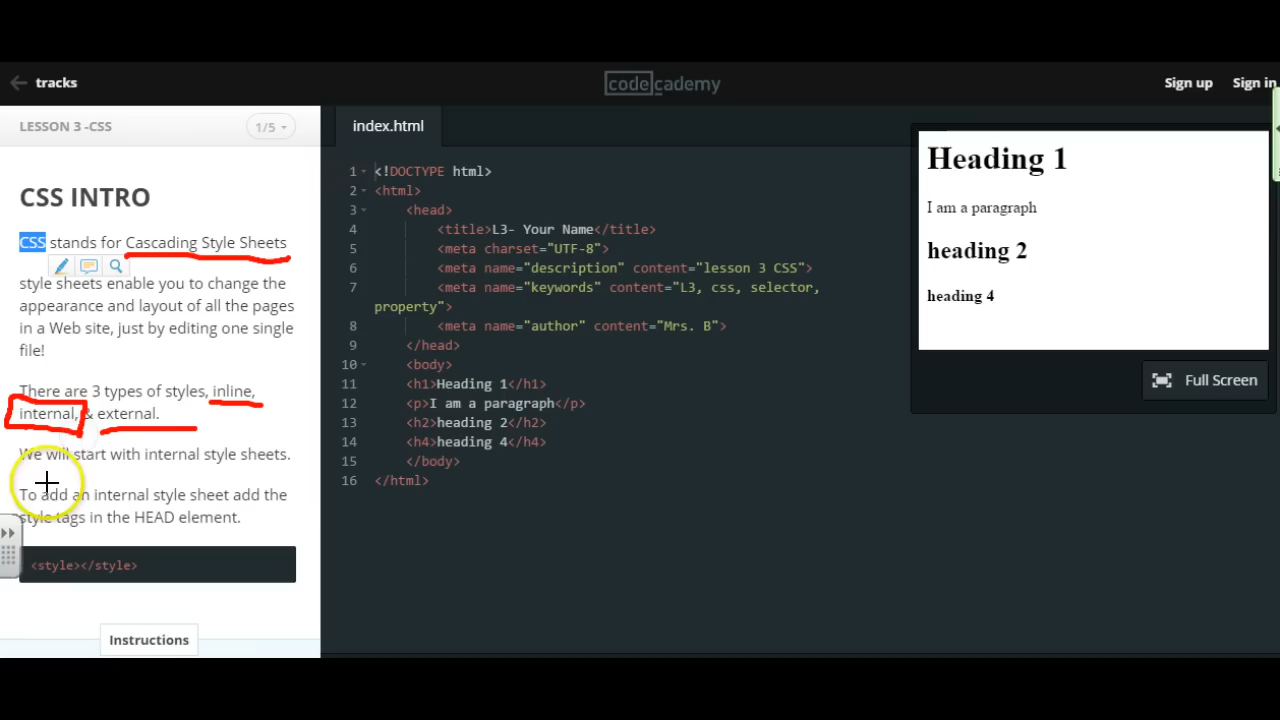 tracks
codecademy
Sign up
Sign in
LESSON 3 -CSS
1/5
CSS INTRO
CSS stands for Cascading Style Sheets
style sheets enable you to change the
appearance and layout of all the pages
in a Web site, just by editing one single
file!
There are 3 types of styles, inline,
internal, & external.
We will start with internal style sheets.
To add an internal style sheet add the
style tags in the HEAD element.
<style></style>
Instructions
index.html
1 <!DOCTYPE html>
2 <html>
3 <head>
4 <title>L3- Your Name</title>
5 <meta charset="UTF-8">
6 <meta name="description" content="lesson 3 CSS">
7 <meta name="keywords" content="L3, css, selector,
property">
8 <meta name="author" content="Mrs. B">
9 </head>
10 <body>
11 <h1>Heading 1</h1>
12 <p>I am a paragraph</p>
13 <h2>heading 2</h2>
14 <h4>heading 4</h4>
15 </body>
16 </html>
Heading 1
I am a paragraph
heading 2
heading 4
Full Screen